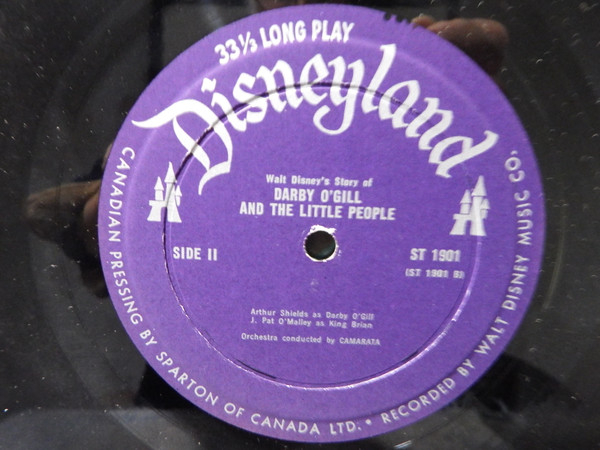 33⅓ LONG PLAY
Disneyland
Walt Disney's Story of
DARBY O'GILL
AND THE LITTLE PEOPLE
SIDE II
ST 1901
(ST 1901 B)
Arthur Shields as Darby O'Gill
J. Pat O'Malley as King Brian
Orchestra conducted by CAMARATA
CANADIAN PRESSING BY SPARTON OF CANADA LTD. • RECORDED BY WALT DISNEY MUSIC CO.